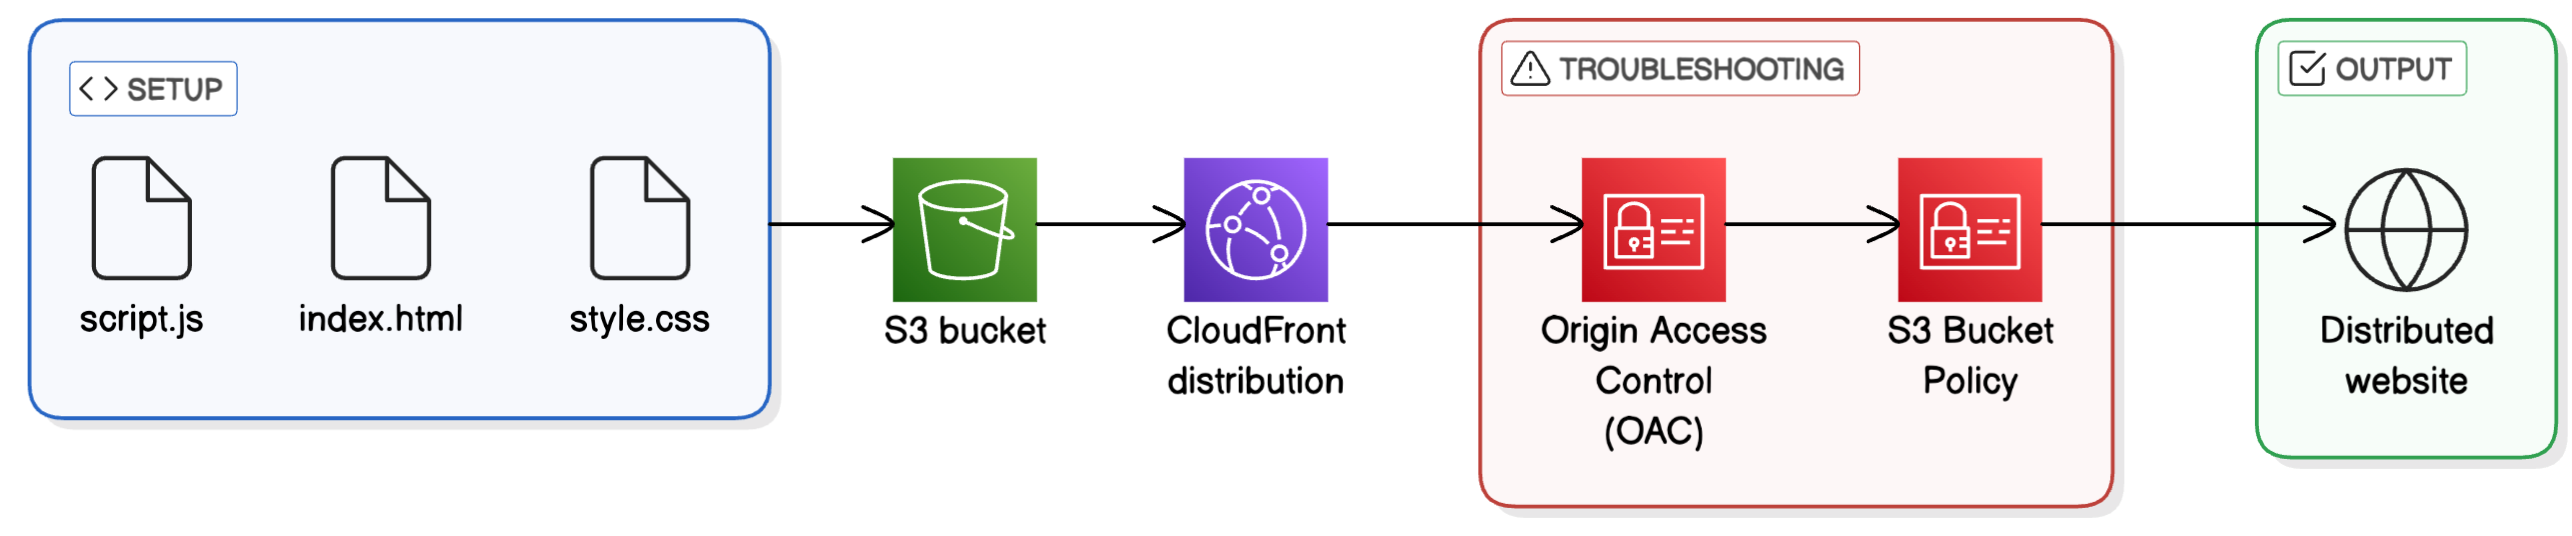 SETUP
script.js
index.html
style.css
S3 bucket
CloudFront
distribution
TROUBLESHOOTING
Origin Access
Control
(OAC)
S3 Bucket
Policy
OUTPUT
Distributed
website